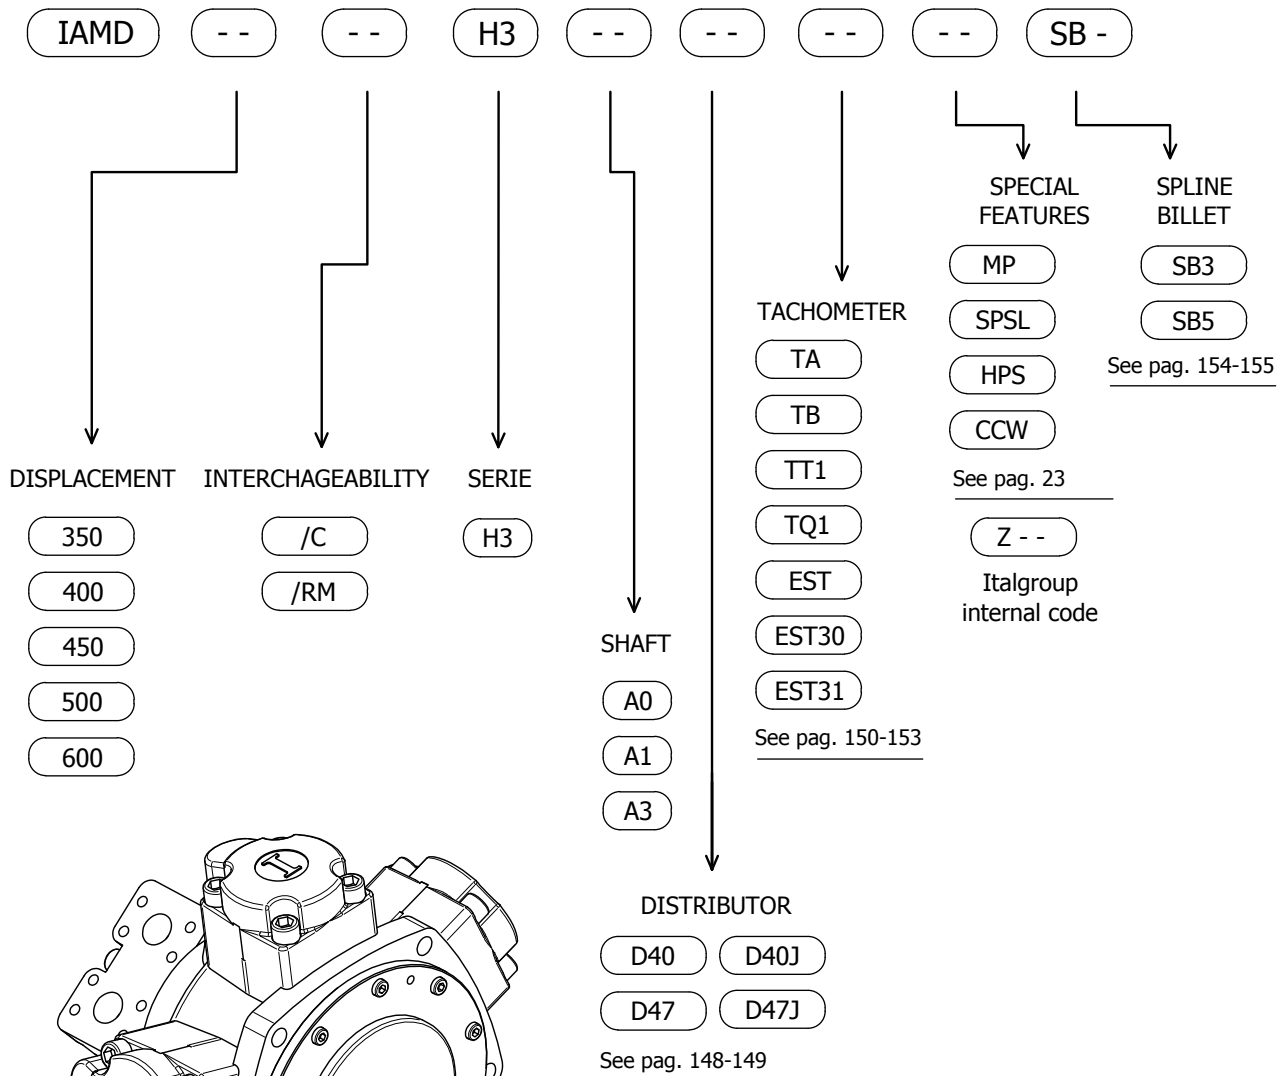 IAMD - - - - H3 - - - - - - - - SB -
DISPLACEMENT
350
400
450
500
600
INTERCHAGEABILITY
/C
/RM
SERIE
H3
SHAFT
A0
A1
A3
DISTRIBUTOR
D40 D40J
D47 D47J
See pag. 148-149
TACHOMETER
TA
TB
TT1
TQ1
EST
EST30
EST31
See pag. 150-153
SPECIAL
FEATURES
MP
SPSL
HPS
CCW
See pag. 23
Z - -
Italgroup
internal code
SPLINE
BILLET
SB3
SB5
See pag. 154-155